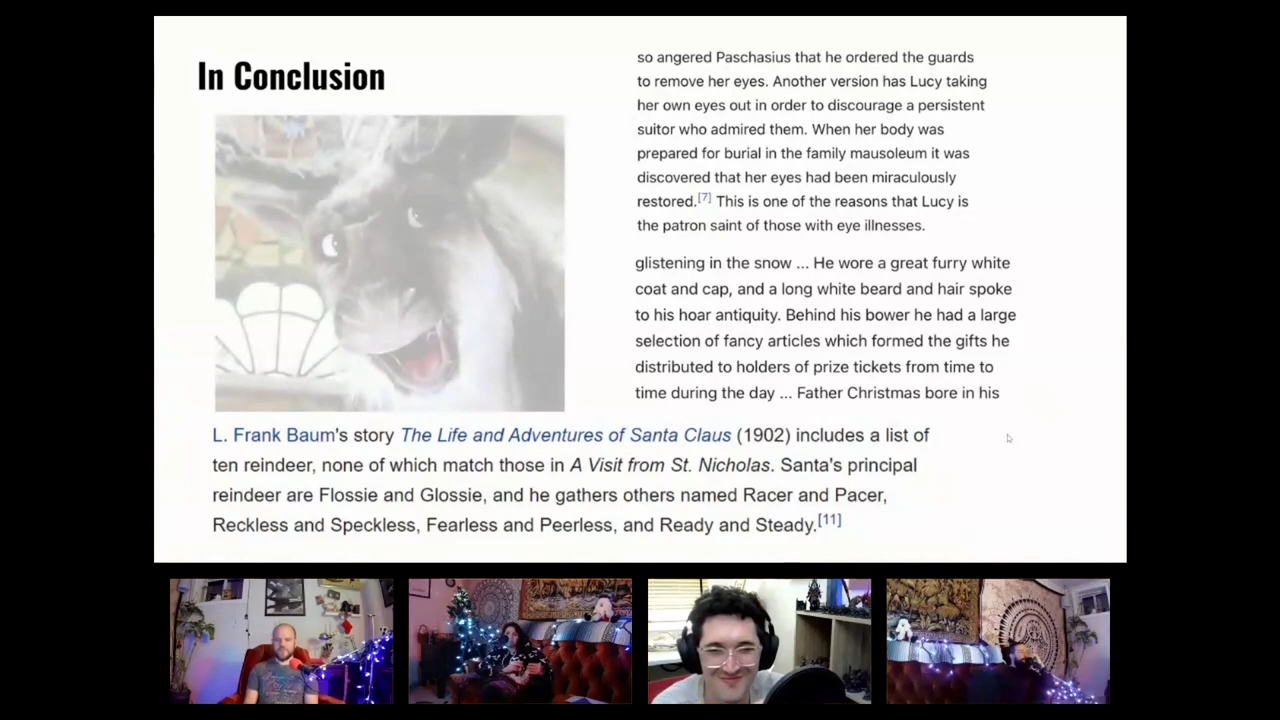 In Conclusion
so angered Paschasius that he ordered the guards
to remove her eyes. Another version has Lucy taking
her own eyes out in order to discourage a persistent
suitor who admired them. When her body was
prepared for burial in the family mausoleum it was
discovered that her eyes had been miraculously
restored.[7] This is one of the reasons that Lucy is
the patron saint of those with eye illnesses.
glistening in the snow ... He wore a great furry white
coat and cap, and a long white beard and hair spoke
to his hoar antiquity. Behind his bower he had a large
selection of fancy articles which formed the gifts he
distributed to holders of prize tickets from time to
time during the day ... Father Christmas bore in his
L. Frank Baum's story The Life and Adventures of Santa Claus (1902) includes a list of
ten reindeer, none of which match those in A Visit from St. Nicholas. Santa's principal
reindeer are Flossie and Glossie, and he gathers others named Racer and Pacer,
Reckless and Speckless, Fearless and Peerless, and Ready and Steady.[11]